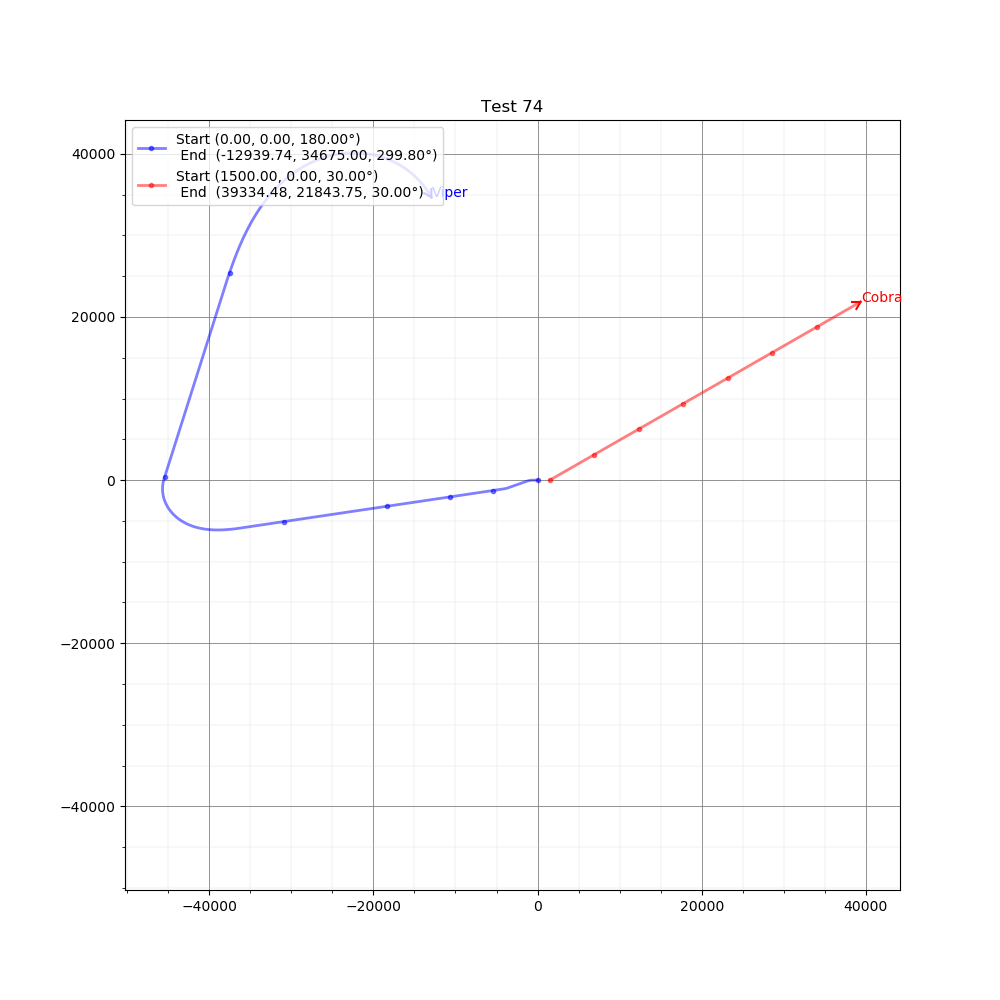 Test 74
Start (0.00, 0.00, 180.00°)
End (-12939.74, 34675.00, 299.80°)
Start (1500.00, 0.00, 30.00°)
End (39334.48, 21843.75, 30.00°)
Viper
Cobra
40000
20000
0
−20000
−40000
−40000
−20000
0
20000
40000